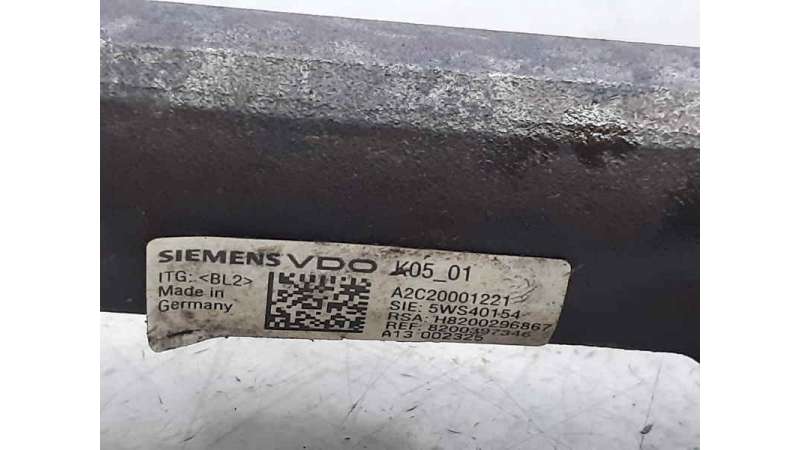 SIEMENS VDO K05_01
ITG: <BL2>
Made in
Germany
A2C20001221
SIE: 5WS40154
RSA: H8200296867
REF. 8200397346
A13 002325